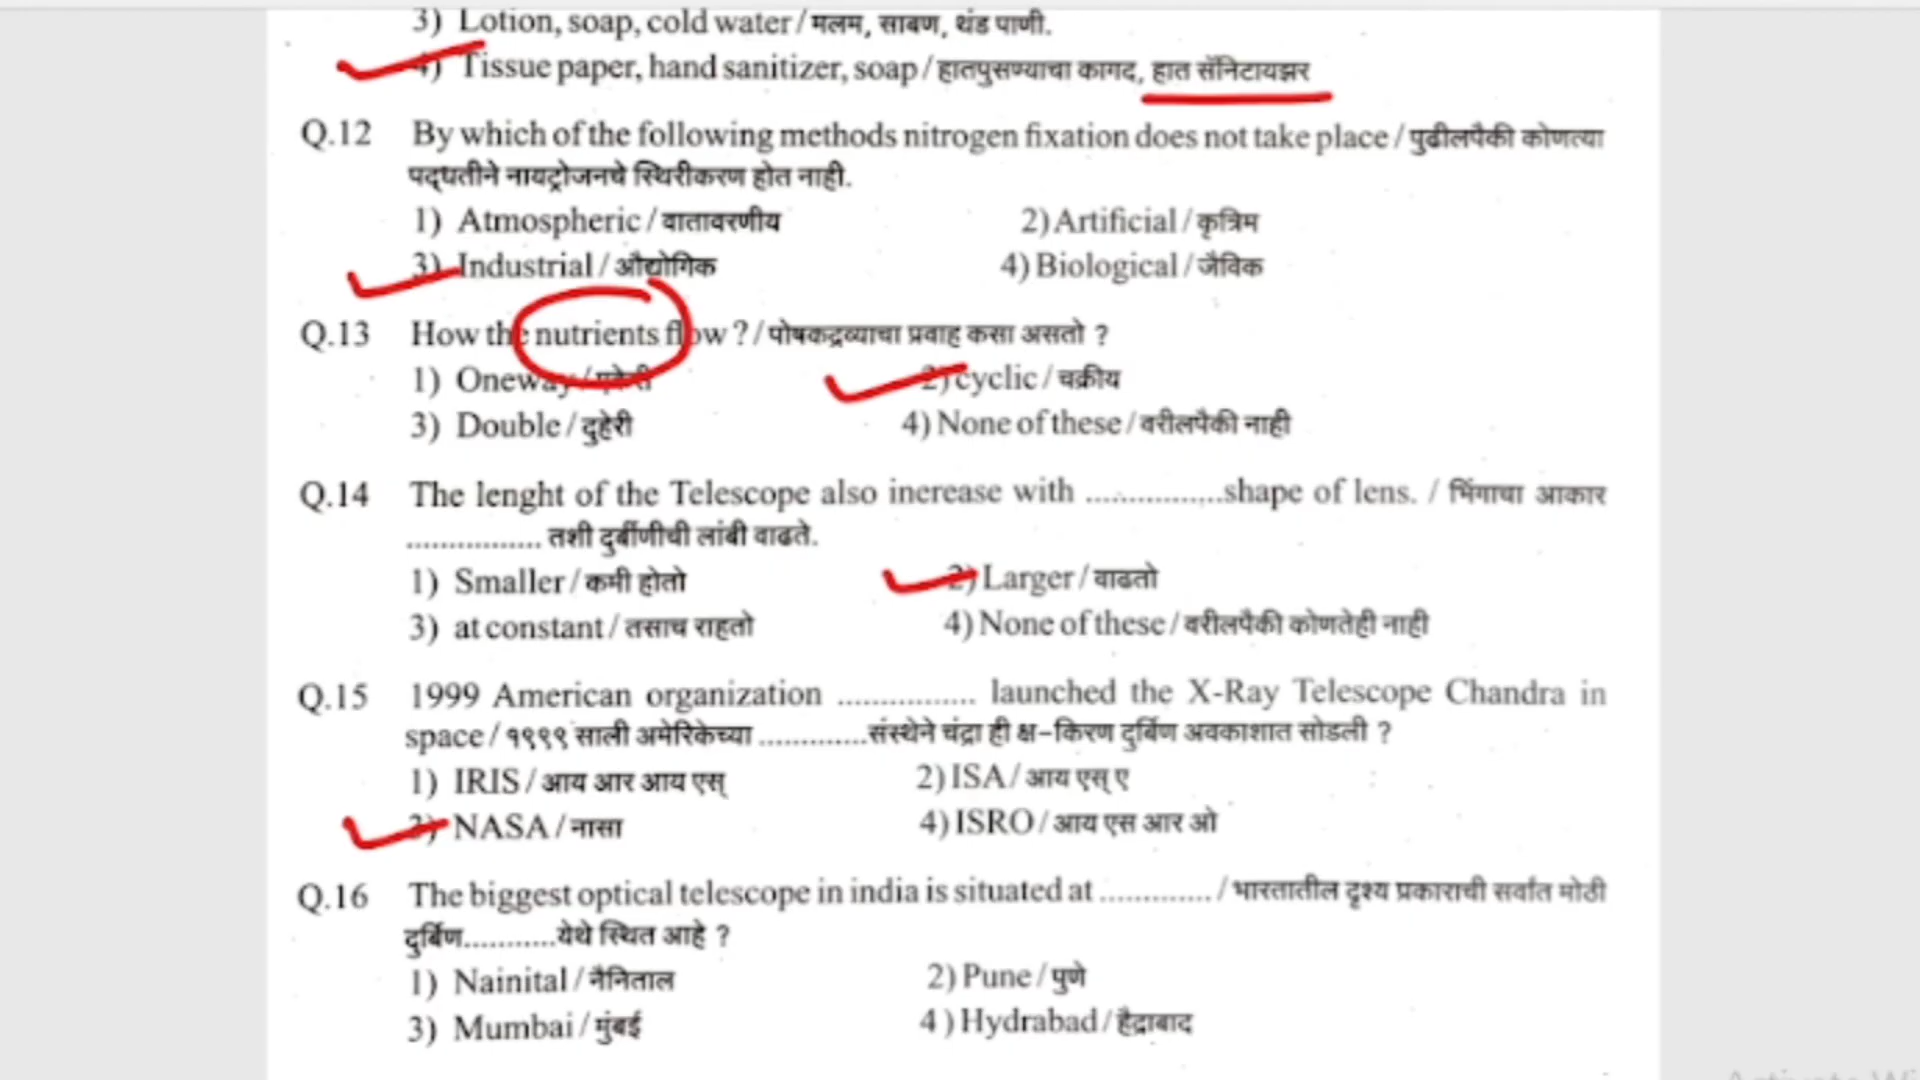 3) Lotion, soap, cold water / मलम, साबण, थंड पाणी.
4) Tissue paper, hand sanitizer, soap / हातपुसण्याचा कागद, हात सॅनिटायझर
Q.12 By which of the following methods nitrogen fixation does not take place / पुढीलपैकी कोणत्या
पद्धतीने नायट्रोजनचे स्थिरीकरण होत नाही.
1) Atmospheric / वातावरणीय 2) Artificial / कृत्रिम
3) Industrial / औद्योगिक 4) Biological / जैविक
Q.13 How the nutrients flow ? / पोषकद्रव्याचा प्रवाह कसा असतो ?
1) Oneway / एकेरी 2) cyclic / चक्रीय
3) Double / दुहेरी 4) None of these / वरीलपैकी नाही
Q.14 The lenght of the Telescope also increase with ................shape of lens. / भिंगाचा आकार
................ तशी दुर्बीणीची लांबी वाढते.
1) Smaller / कमी होतो 2) Larger / वाढतो
3) at constant / तसाच राहतो 4) None of these / वरीलपैकी कोणतेही नाही
Q.15 1999 American organization ................ launched the X-Ray Telescope Chandra in
space / १९९९ साली अमेरिकेच्या .............संस्थेने चंद्रा ही क्ष-किरण दुर्बिण अवकाशात सोडली ?
1) IRIS / आय आर आय एस् 2) ISA / आय एस् ए
3) NASA / नासा 4) ISRO / आय एस आर ओ
Q.16 The biggest optical telescope in india is situated at ............. / भारतातील दृश्य प्रकाराची सर्वांत मोठी
दुर्बिण...........येथे स्थित आहे ?
1) Nainital / नैनिताल 2) Pune / पुणे
3) Mumbai / मुंबई 4 ) Hydrabad / हैद्राबाद